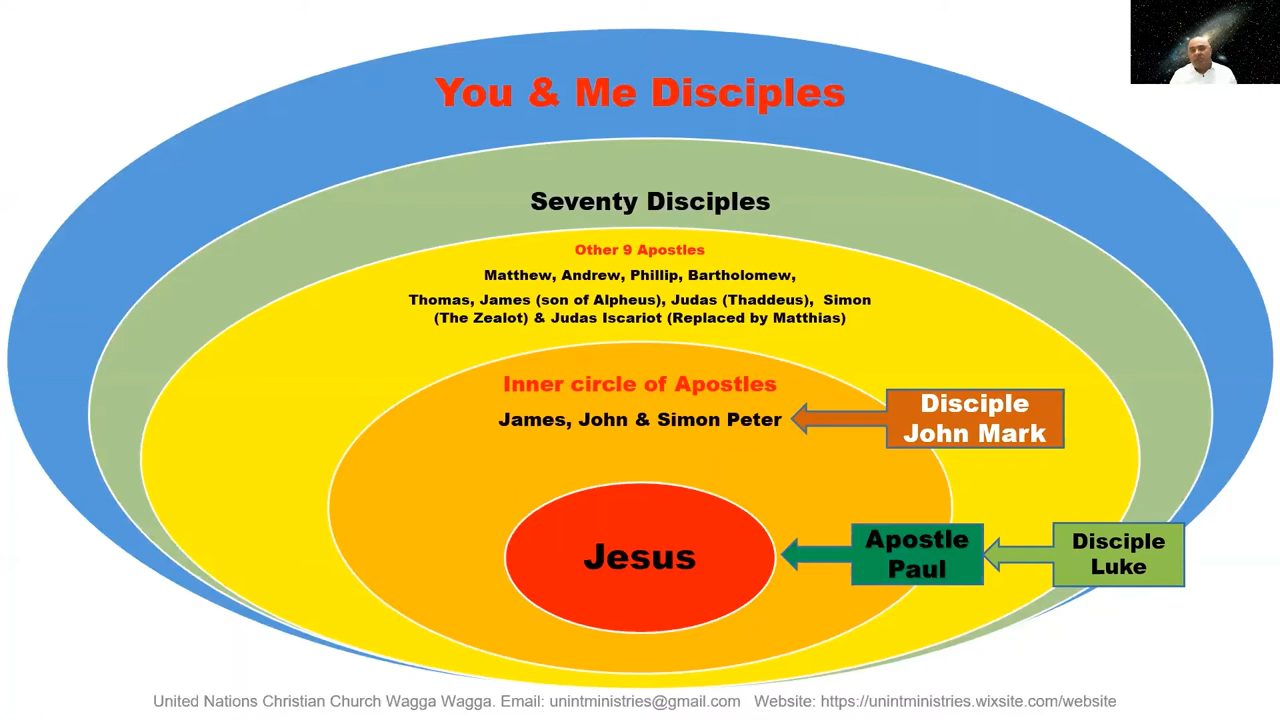 You & Me Disciples
Seventy Disciples
Other 9 Apostles
Matthew, Andrew, Phillip, Bartholomew,
Thomas, James (son of Alpheus), Judas (Thaddeus), Simon
(The Zealot) & Judas Iscariot (Replaced by Matthias)
Inner circle of Apostles
James, John & Simon Peter
Disciple
John Mark
Jesus
Apostle
Paul
Disciple
Luke
United Nations Christian Church Wagga Wagga. Email: unintministries@gmail.com Website: https://unintministries.wixsite.com/website